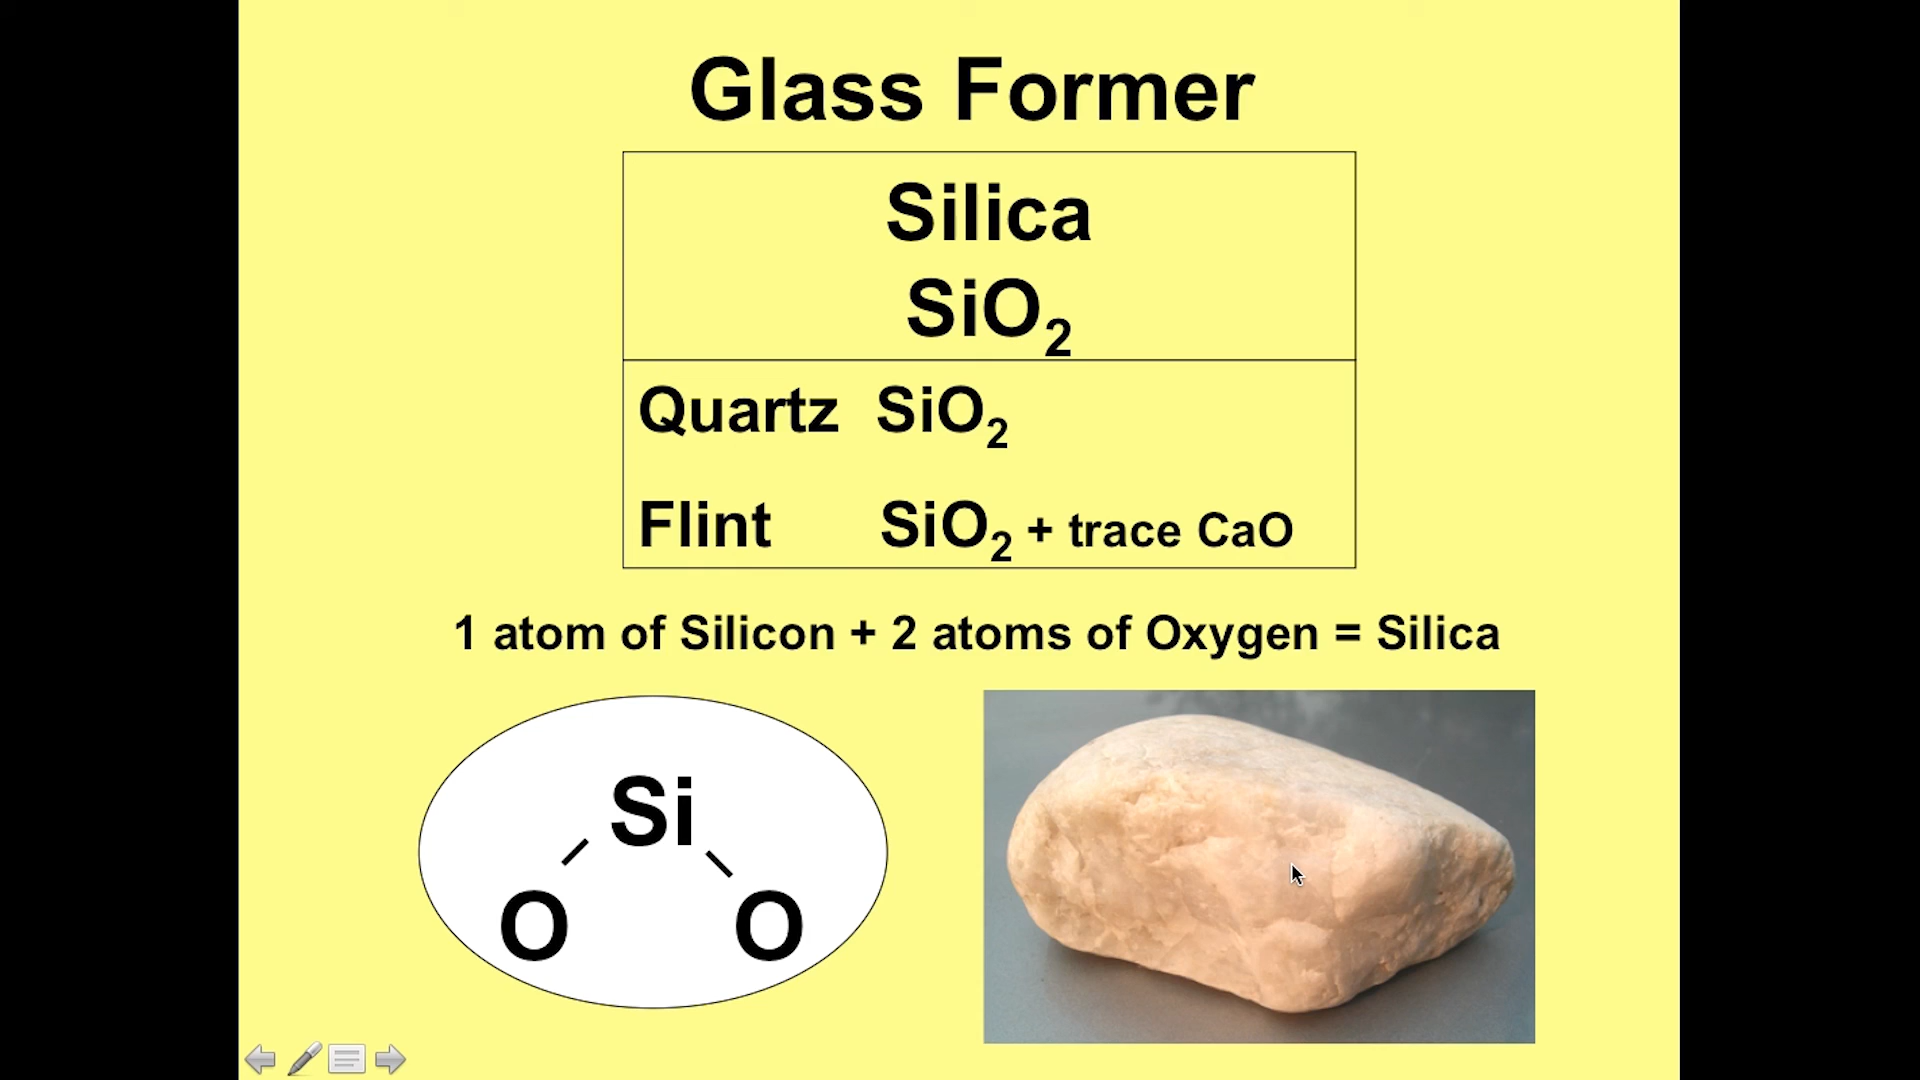 Glass Former
Silica
SiO₂
Quartz SiO₂
Flint SiO₂ + trace CaO
1 atom of Silicon + 2 atoms of Oxygen = Silica
Si
O O